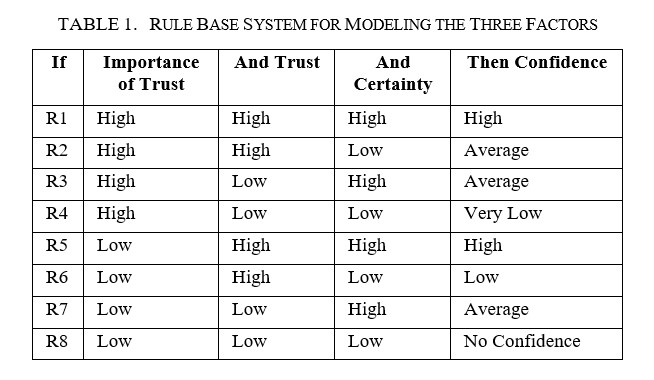 TABLE 1. RULE BASE SYSTEM FOR MODELING THE THREE FACTORS
If Importance of Trust And Trust And Certainty Then Confidence
R1 High High High High
R2 High High Low Average
R3 High Low High Average
R4 High Low Low Very Low
R5 Low High High High
R6 Low High Low Low
R7 Low Low High Average
R8 Low Low Low No Confidence